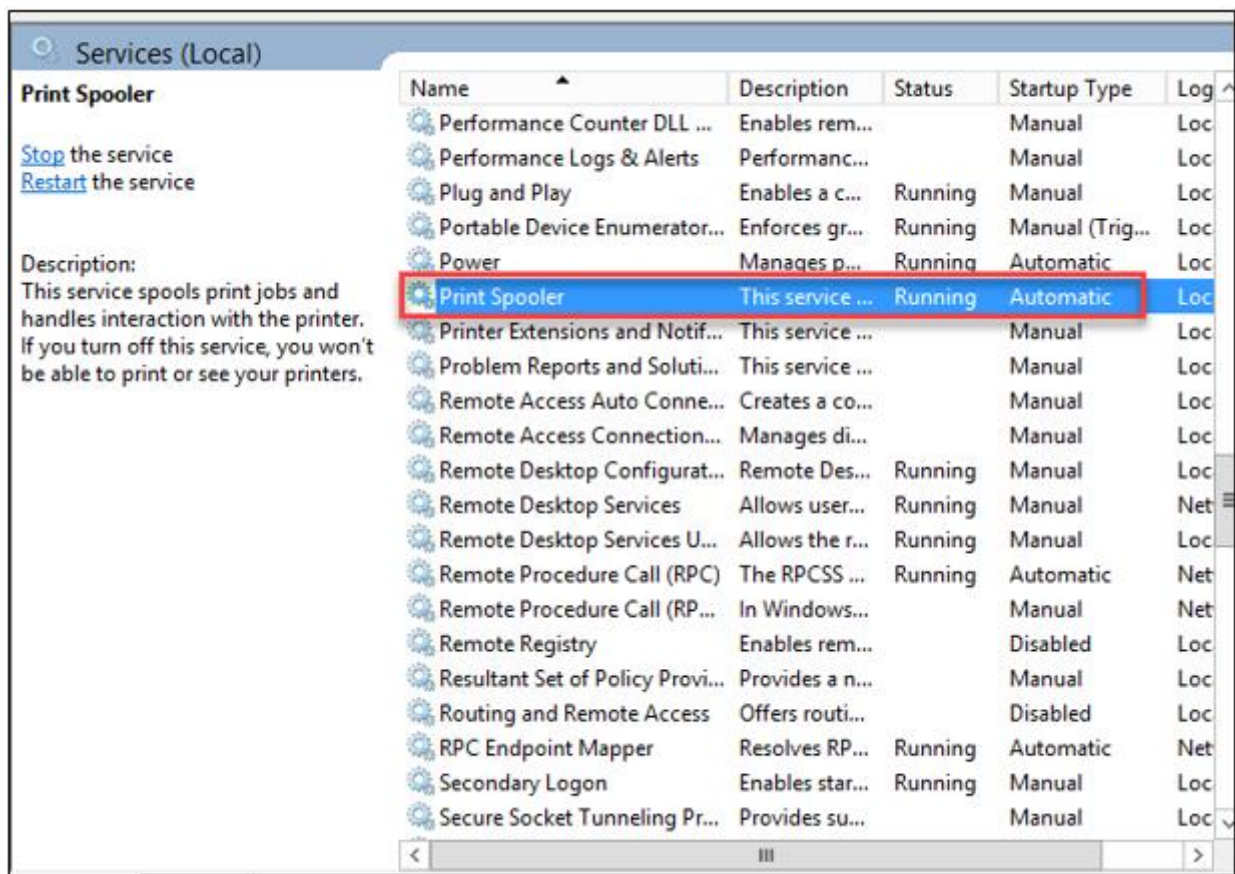 Services (Local)
Print Spooler
Stop the service
Restart the service
Description:
This service spools print jobs and
handles interaction with the printer.
If you turn off this service, you won't
be able to print or see your printers.
Name Description Status Startup Type Log
Performance Counter DLL ... Enables rem... Manual Loc
Performance Logs & Alerts Performanc... Manual Loc
Plug and Play Enables a c... Running Manual Loc
Portable Device Enumerator... Enforces gr... Running Manual (Trig... Loc
Power Manages p... Running Automatic Loc
Print Spooler This service ... Running Automatic Loc
Printer Extensions and Notif... This service ... Manual Loc
Problem Reports and Soluti... This service ... Manual Loc
Remote Access Auto Conne... Creates a co... Manual Loc
Remote Access Connection... Manages di... Manual Loc
Remote Desktop Configurat... Remote Des... Running Manual Loc
Remote Desktop Services Allows user... Running Manual Net
Remote Desktop Services U... Allows the r... Running Manual Loc
Remote Procedure Call (RPC) The RPCSS ... Running Automatic Net
Remote Procedure Call (RP... In Windows... Manual Net
Remote Registry Enables rem... Disabled Loc
Resultant Set of Policy Provi... Provides a n... Manual Loc
Routing and Remote Access Offers routi... Disabled Loc
RPC Endpoint Mapper Resolves RP... Running Automatic Net
Secondary Logon Enables star... Running Manual Loc
Secure Socket Tunneling Pr... Provides su... Manual Loc